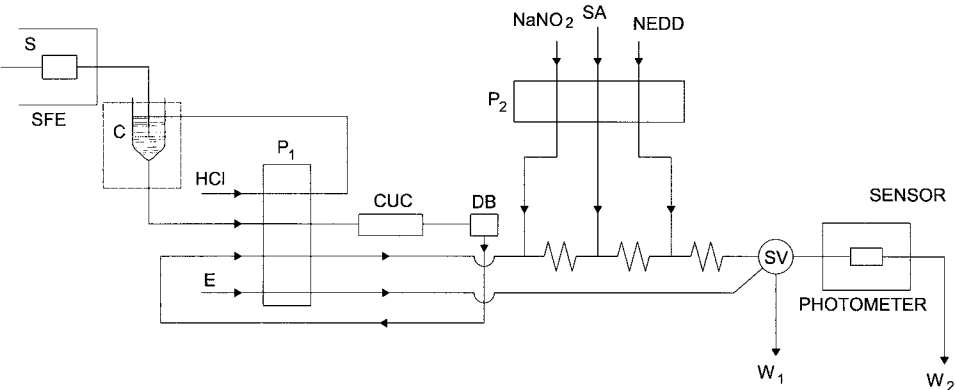 NaNO2
SA
NEDD
S
SFE
P2
C
P1
HCl
CUC
DB
SENSOR
SV
E
PHOTOMETER
W1
W2